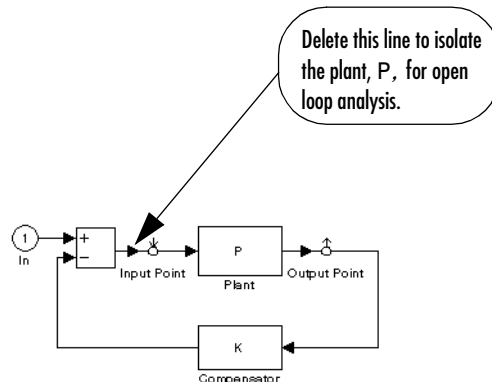 Delete this line to isolate
the plant, P, for open
loop analysis.
1
In
+
−
Input Point
P
Plant
Output Point
K
Compensator